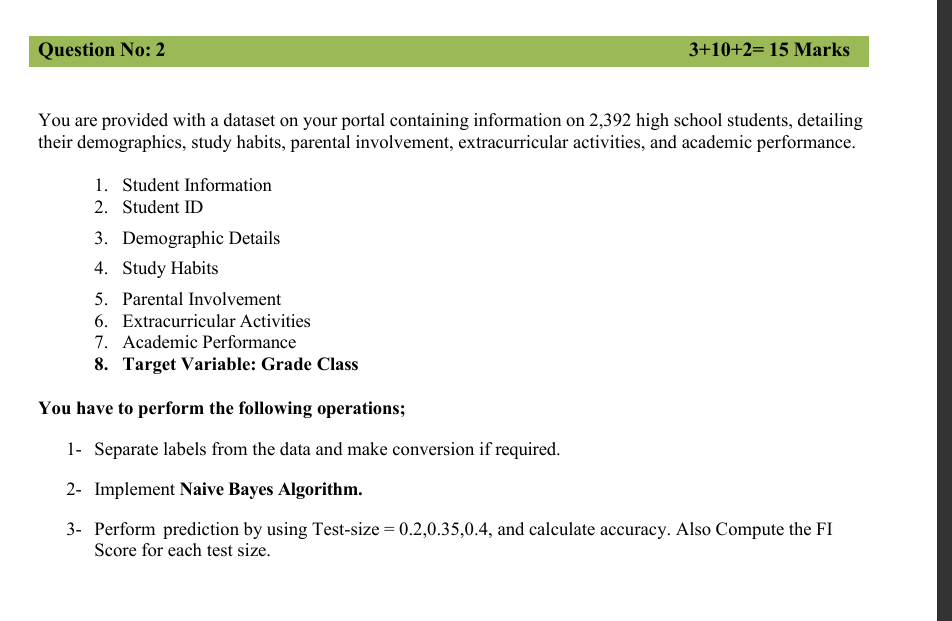 Question No: 2 3+10+2= 15 Marks
You are provided with a dataset on your portal containing information on 2,392 high school students, detailing
their demographics, study habits, parental involvement, extracurricular activities, and academic performance.
1. Student Information
2. Student ID
3. Demographic Details
4. Study Habits
5. Parental Involvement
6. Extracurricular Activities
7. Academic Performance
8. Target Variable: Grade Class
You have to perform the following operations;
1- Separate labels from the data and make conversion if required.
2- Implement Naive Bayes Algorithm.
3- Perform prediction by using Test-size = 0.2,0.35,0.4, and calculate accuracy. Also Compute the FI
Score for each test size.